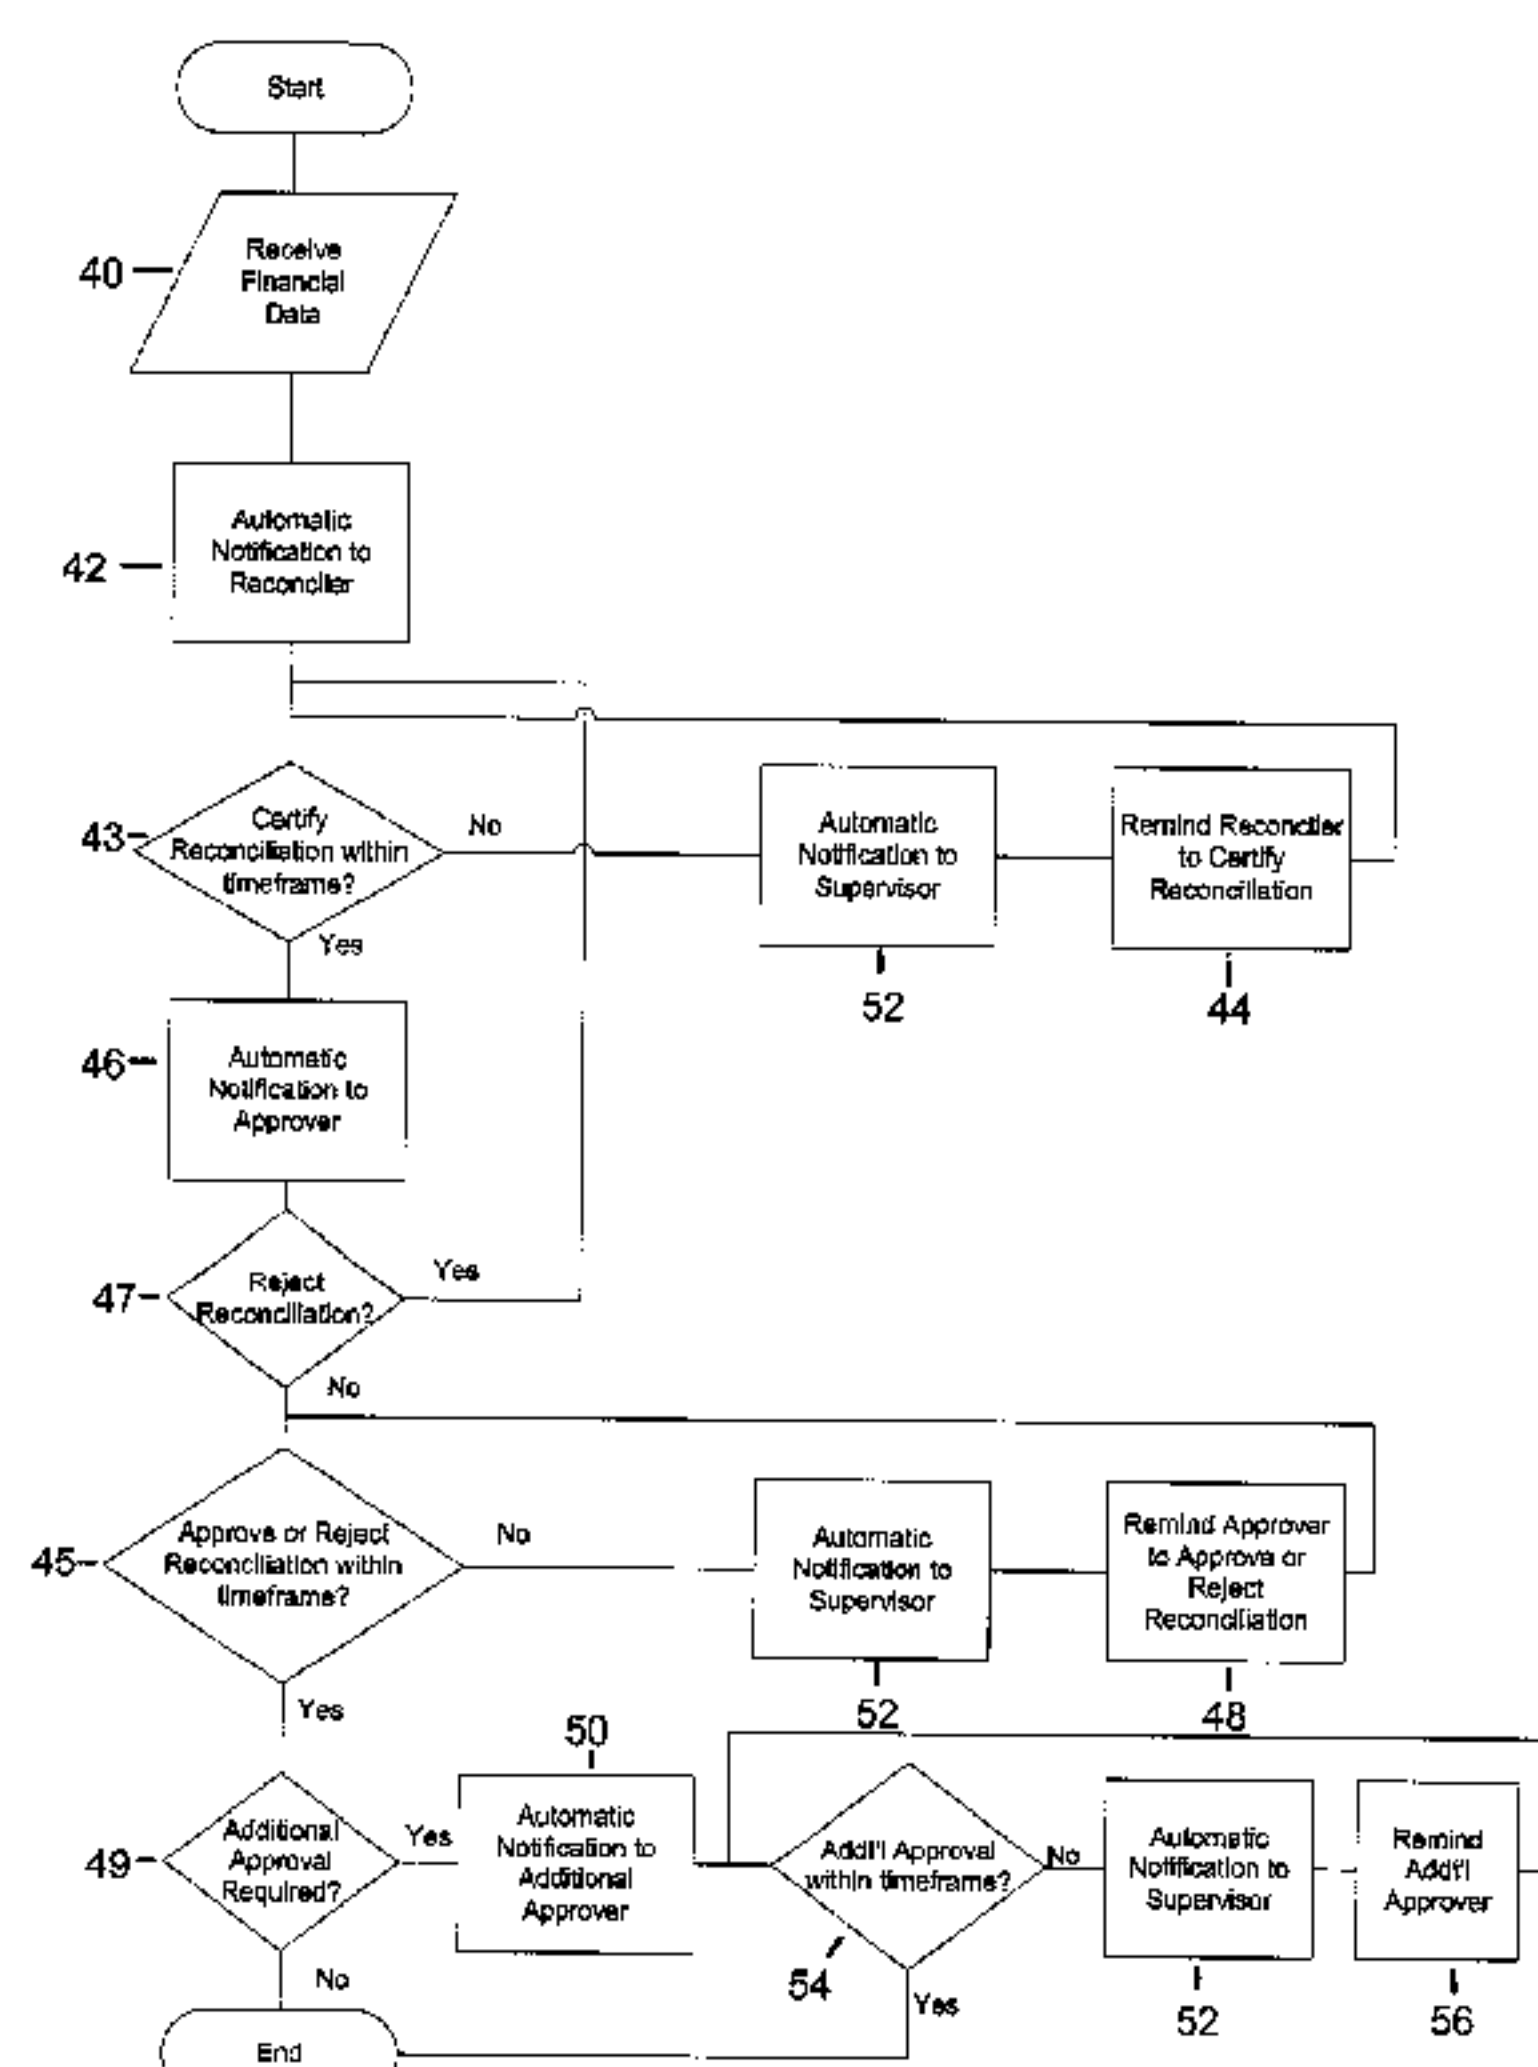 Start
40
Receive
Financial
Data
42
Automatic
Notification to
Reconciler
43
Certify
Reconciliation within
timeframe?
No
Automatic
Notification to
Supervisor
Remind Reconciler
to Certify
Reconciliation
Yes
52
44
46
Automatic
Notification to
Approver
47
Reject
Reconciliation?
Yes
No
45
Approve or Reject
Reconciliation within
timeframe?
No
Automatic
Notification to
Supervisor
Remind Approver
to Approve or
Reject
Reconciliation
Yes
52
48
50
49
Additional
Approval
Required?
Yes
Automatic
Notification to
Additional
Approver
Addt'l Approval
within timeframe?
No
Automatic
Notification to
Supervisor
Remind
Addt'l
Approver
54
No
Yes
52
56
End